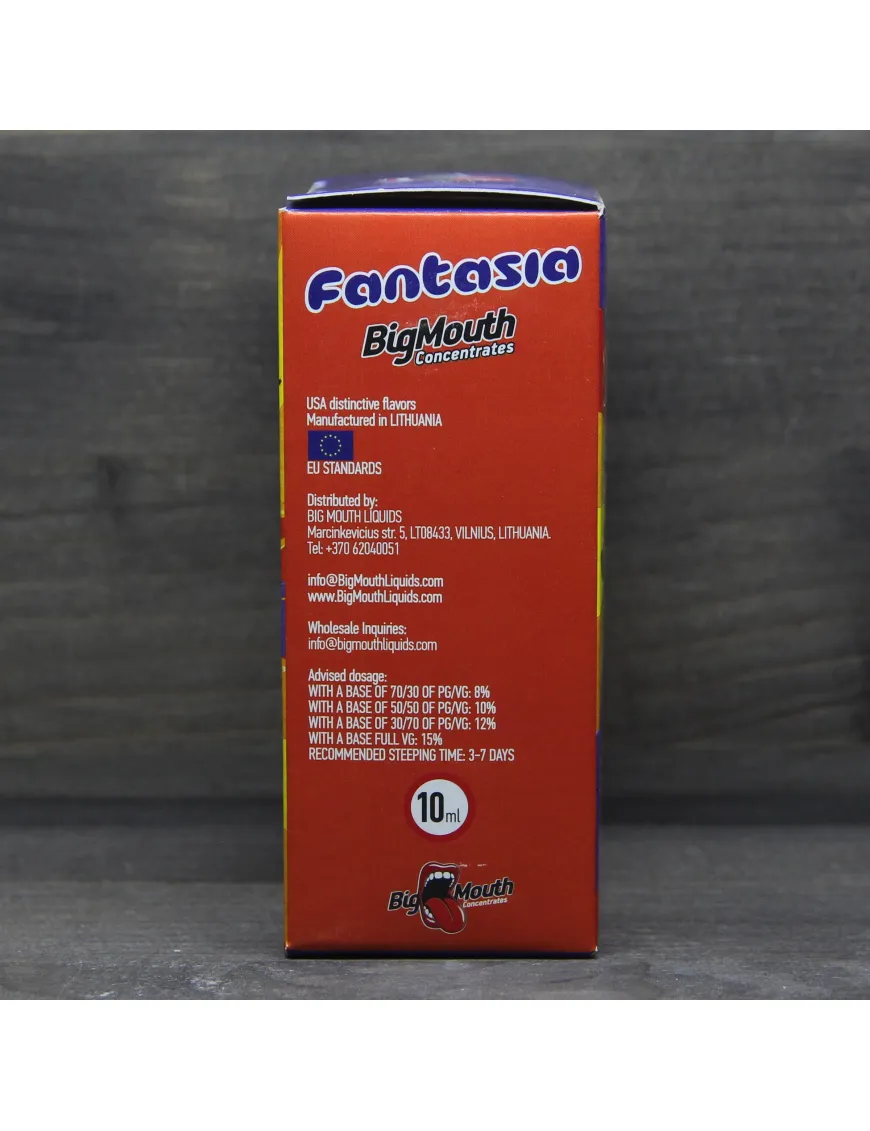 Fantasia
BigMouth
Concentrates
USA distinctive flavors
Manufactured in LITHUANIA
EU STANDARDS
Distributed by:
BIG MOUTH LIQUIDS
Marcinkevicius str. 5, LT08433, VILNIUS, LITHUANIA.
Tel: +370 62040051
info@BigMouthLiquids.com
www.BigMouthLiquids.com
Wholesale Inquiries:
info@bigmouthliquids.com
Advised dosage:
WITH A BASE OF 70/30 OF PG/VG: 8%
WITH A BASE OF 50/50 OF PG/VG: 10%
WITH A BASE OF 30/70 OF PG/VG: 12%
WITH A BASE FULL VG: 15%
RECOMMENDED STEEPING TIME: 3-7 DAYS
10ml
Big Mouth
Concentrates